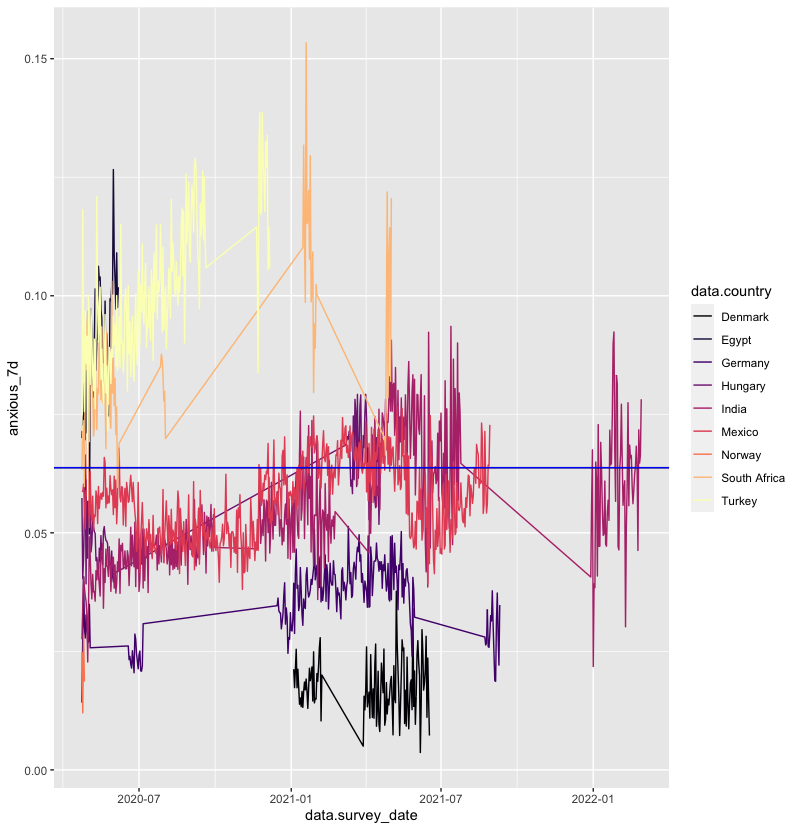 0.15
0.10
0.05
0.00
anxious_7d
2020-07
2021-01
2021-07
2022-01
data.survey_date
data.country
Denmark
Egypt
Germany
Hungary
India
Mexico
Norway
South Africa
Turkey